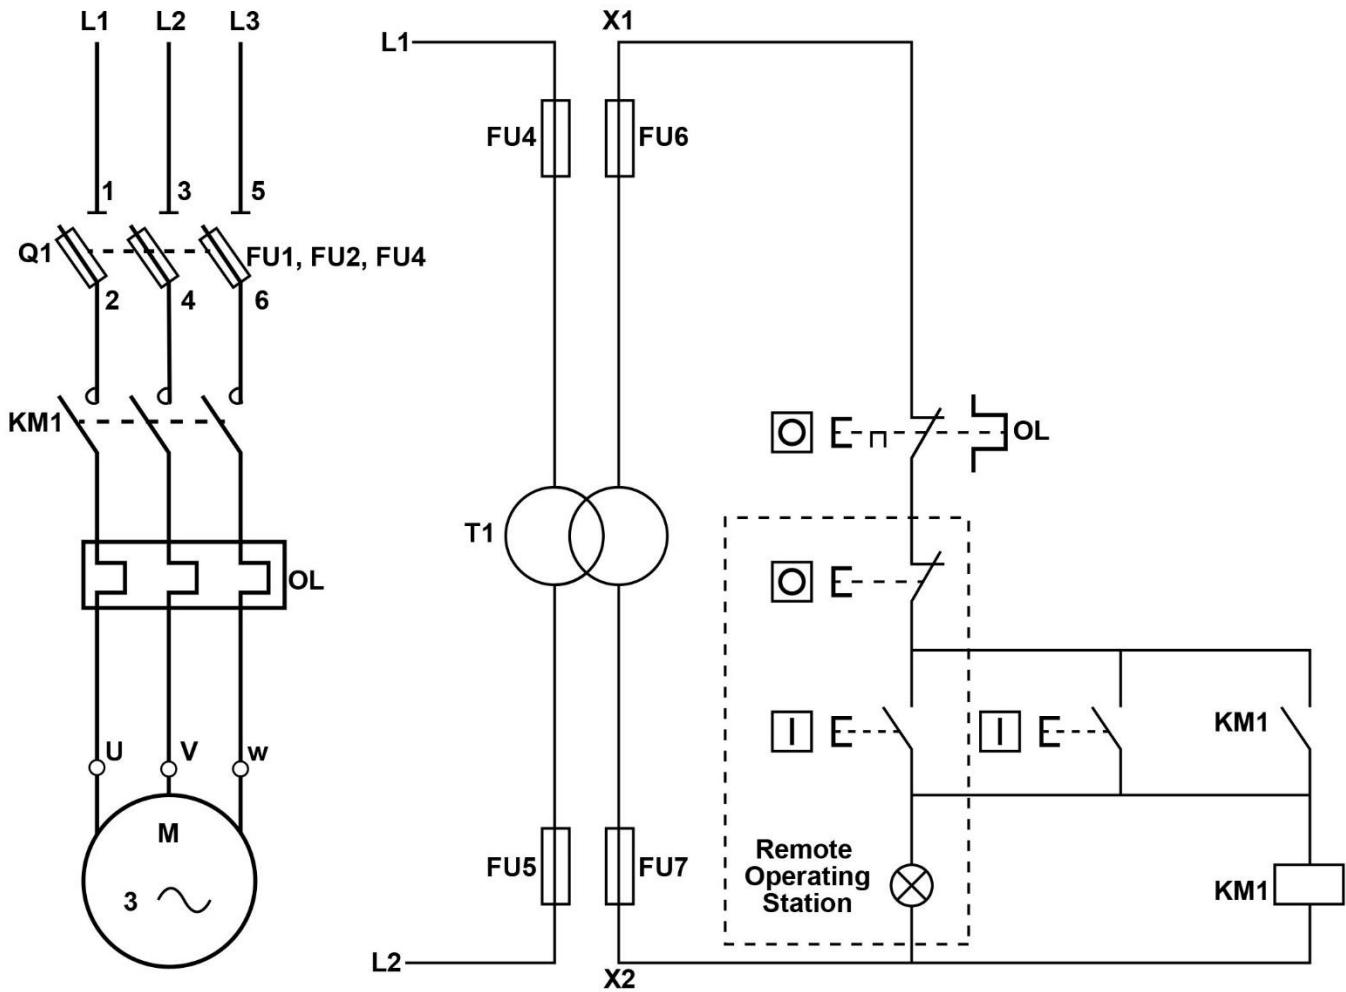 L1 L2 L3
1 3 5
Q1 FU1, FU2, FU4
2 4 6
KM1
OL
U V w
M
3
L1
X1
FU4 FU6
T1
FU5 FU7
L2
X2
OL
KM1
Remote
Operating
Station
KM1